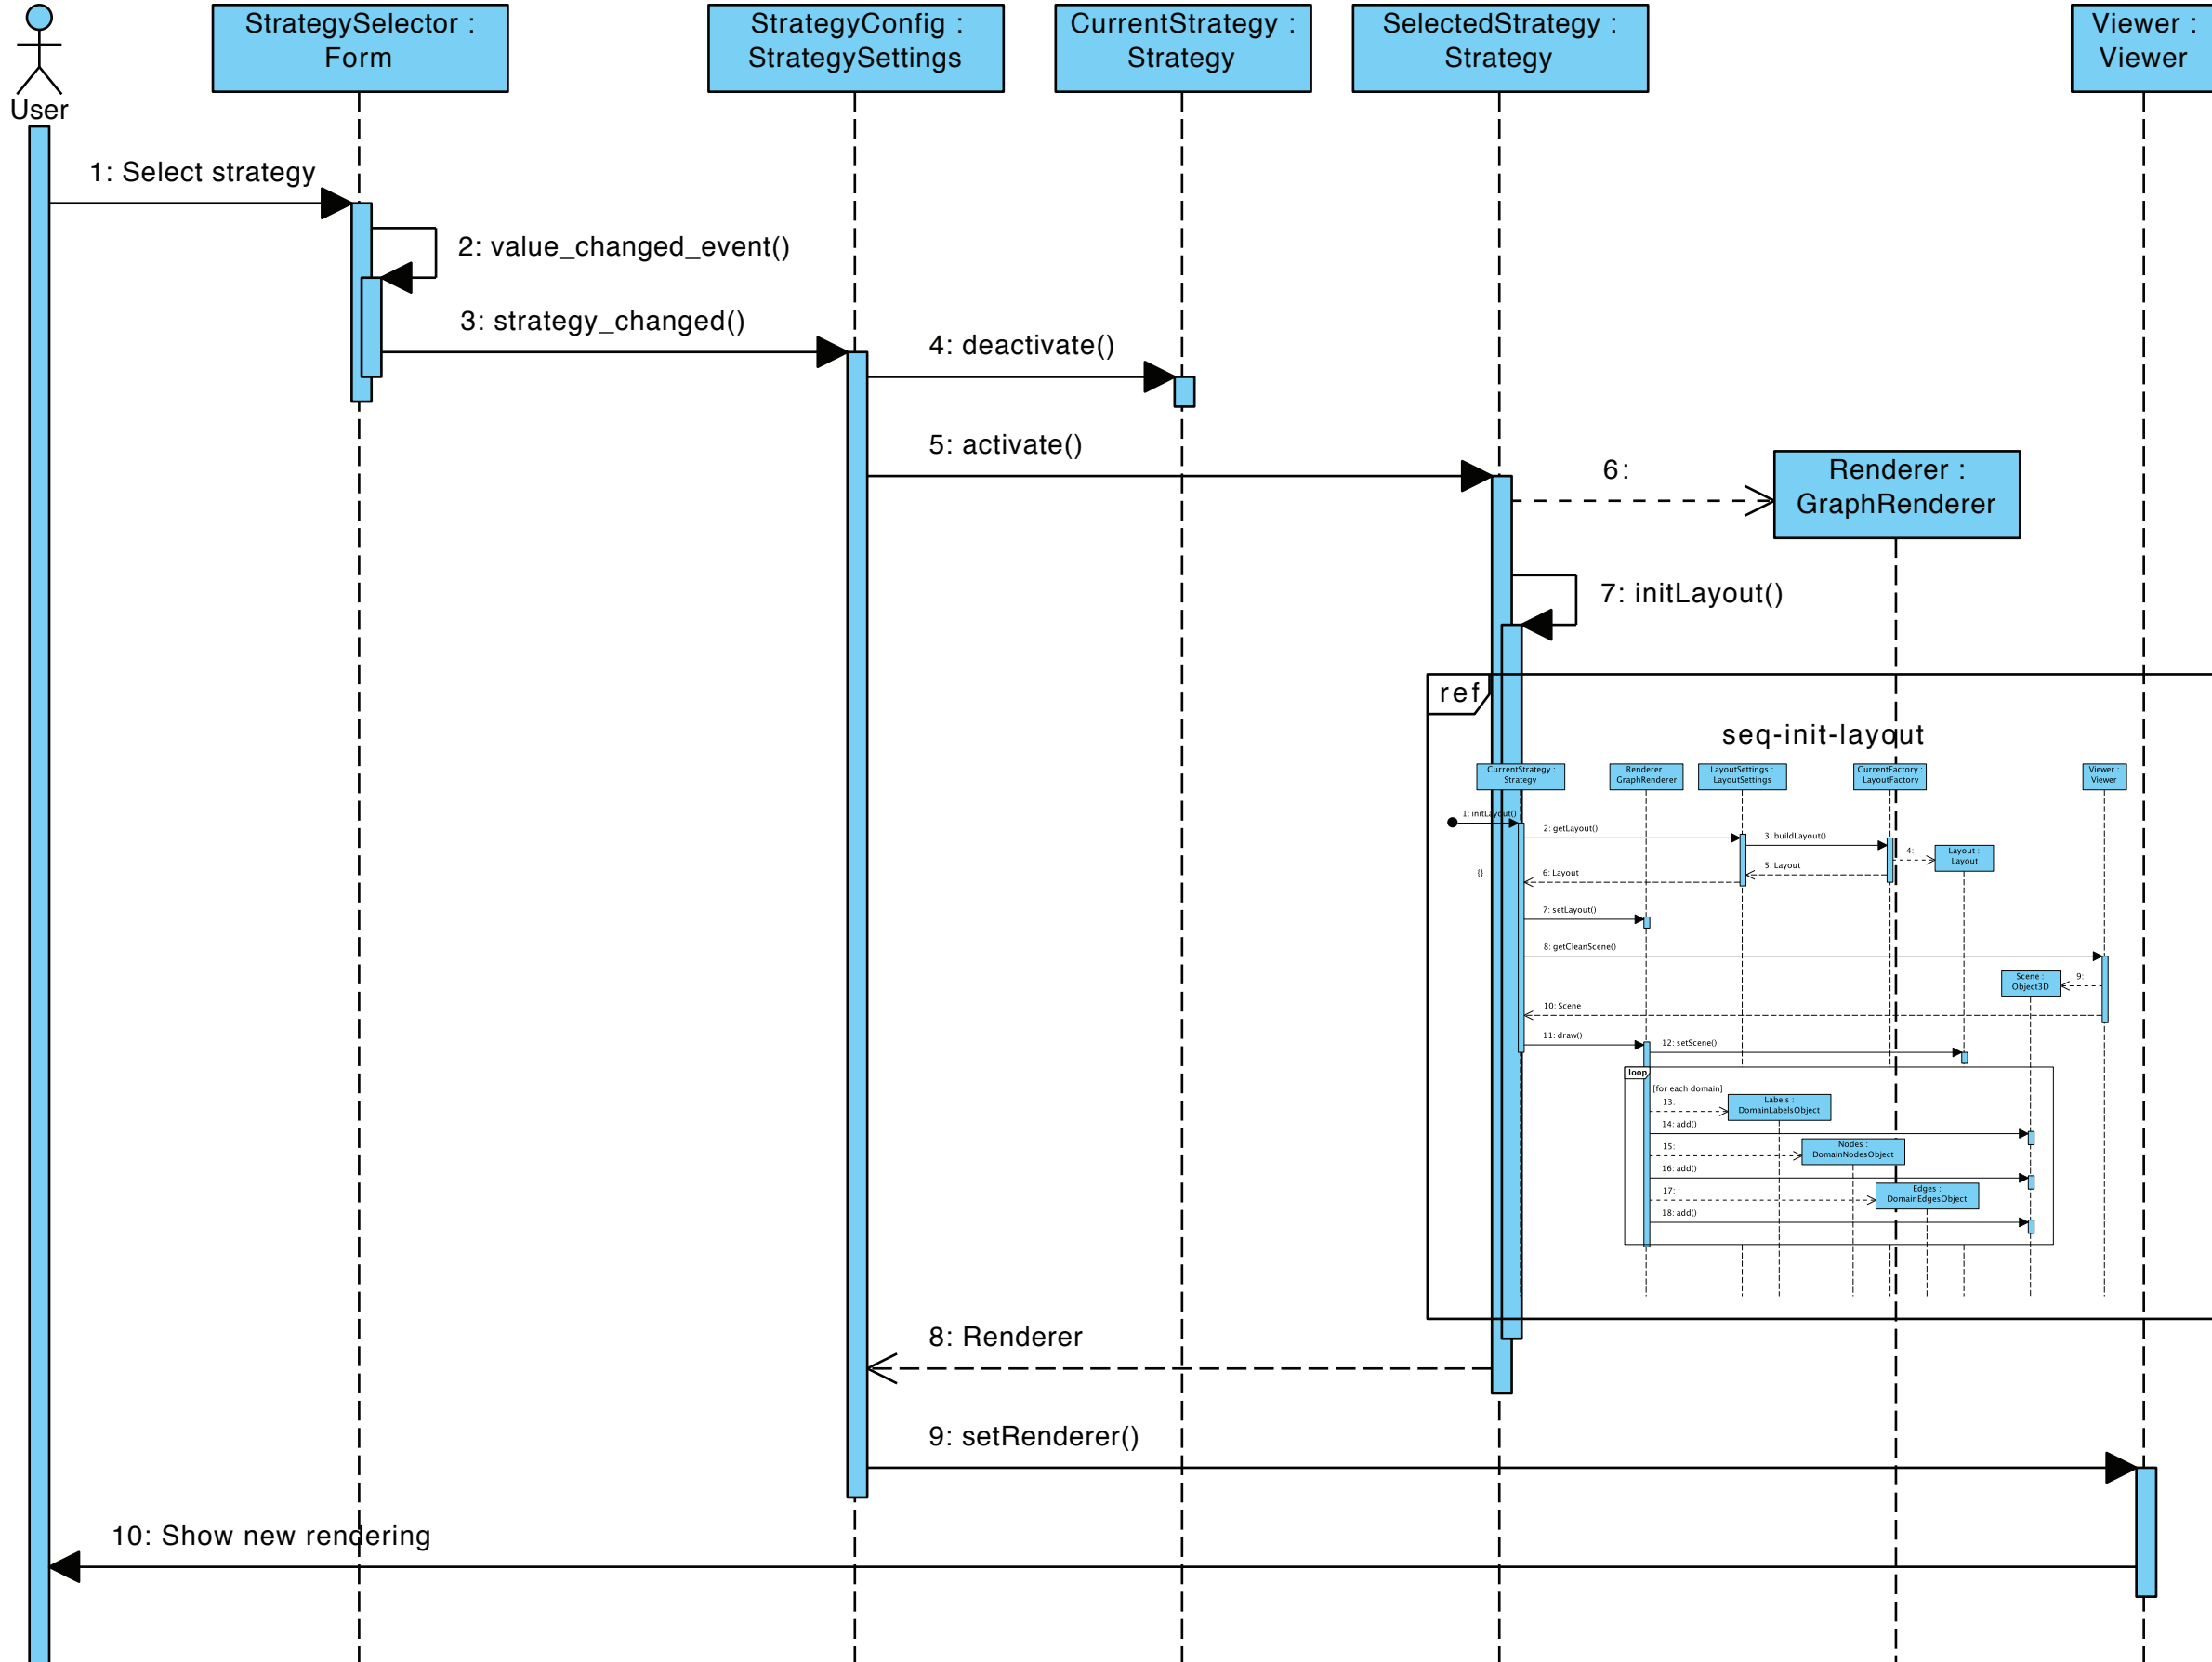 StrategySelector :
Form
StrategyConfig :
StrategySettings
CurrentStrategy :
Strategy
SelectedStrategy :
Strategy
Viewer :
Viewer
User
1: Select strategy
2: value_changed_event()
3: strategy_changed()
4: deactivate()
5: activate()
6:
Renderer :
GraphRenderer
7: initLayout()
ref
seq-init-layout
CurrentStrategy :
Strategy
Renderer :
GraphRenderer
LayoutSettings :
LayoutSettings
CurrentFactory :
LayoutFactory
Viewer :
Viewer
1: initLayout()
2: getLayout()
3: buildLayout()
4:
Layout :
Layout
5: Layout
{}
6: Layout
7: setLayout()
8: getCleanScene()
Scene :
Object3D
9:
10: Scene
11: draw()
12: setScene()
loop
[for each domain]
13:
Labels :
DomainLabelsObject
14: add()
15:
Nodes :
DomainNodesObject
16: add()
17:
Edges :
DomainEdgesObject
18: add()
8: Renderer
9: setRenderer()
10: Show new rendering